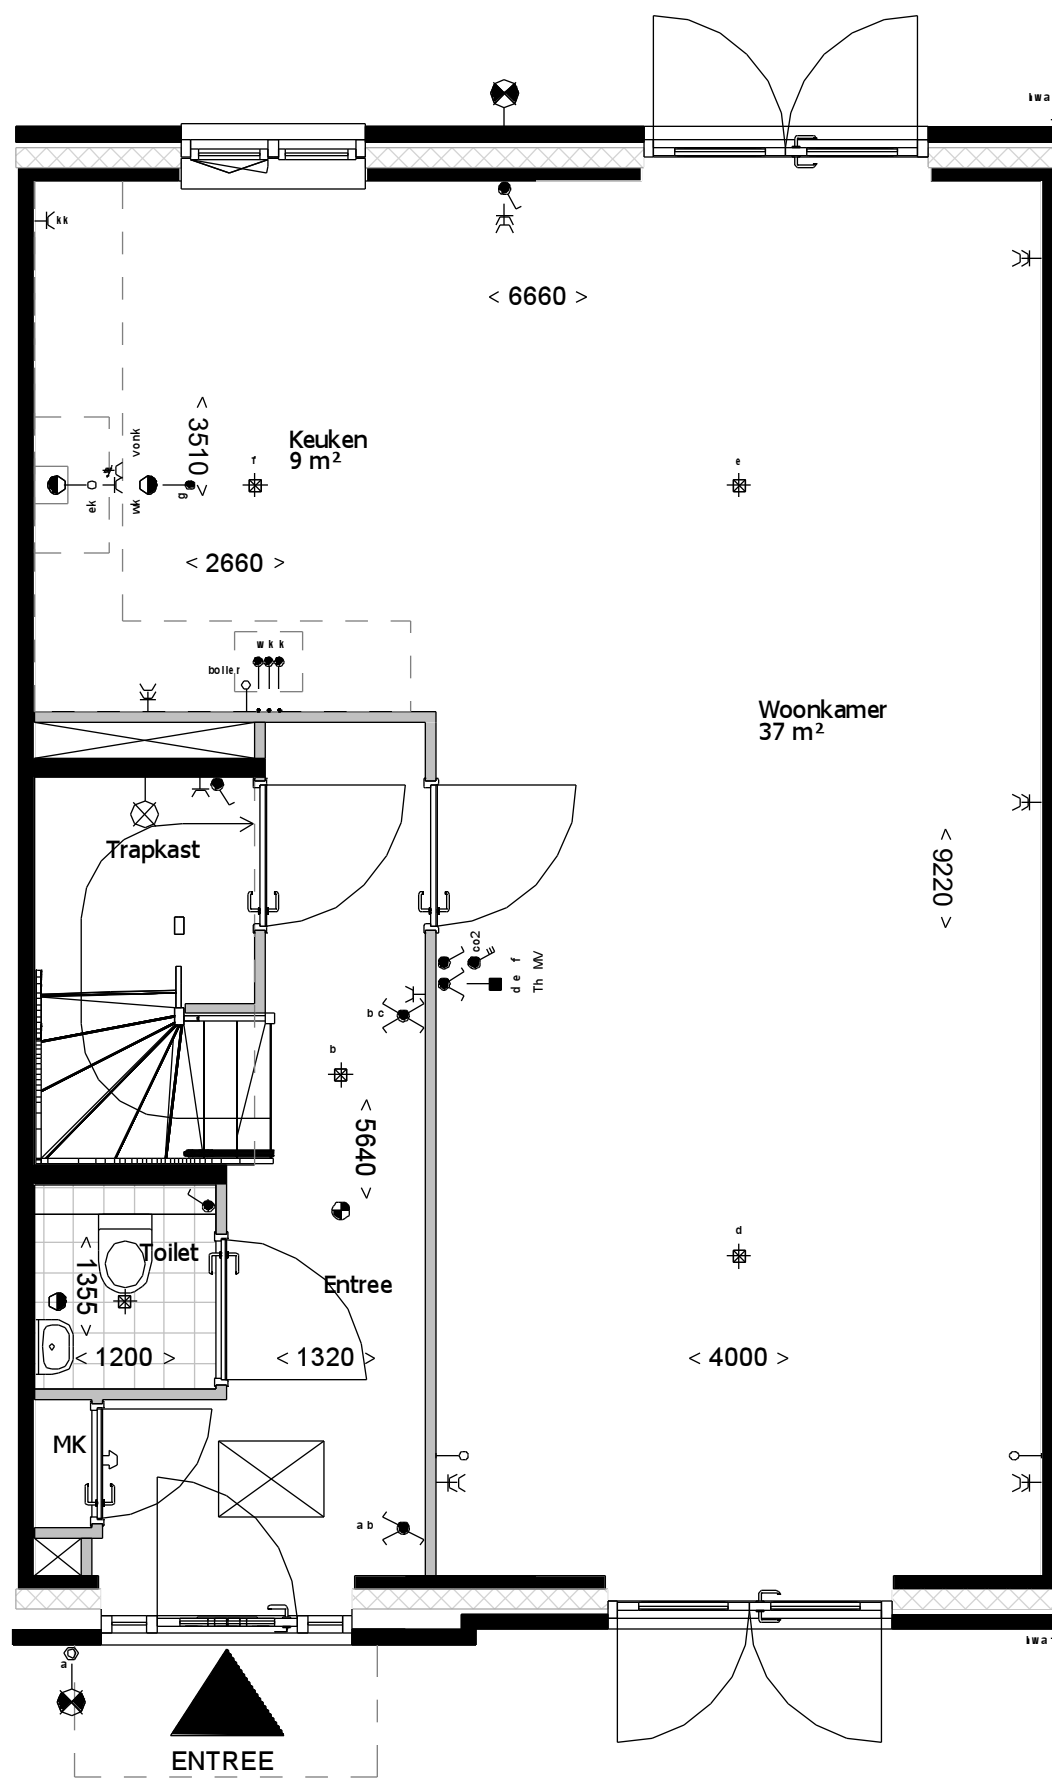 kk
< 6660 >
vonk
< 3510 >
Keuken
9 m²
f
e
g
ek
wk
< 2660 >
w k k
boiler
Woonkamer
37 m²
Trapkast
< 9220 >
co2
d e f
Th MV
b c
b
< 5640 >
d
Toilet
< 1355 >
Entree
< 1200 >
< 1320 >
< 4000 >
MK
a b
a
ENTREE